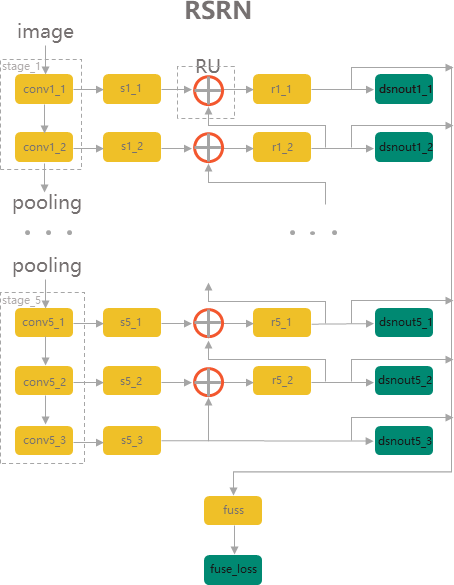 RSRN
image
stage_1
RU
conv1_1 s1_1 r1_1 dsnout1_1
conv1_2 s1_2 r1_2 dsnout1_2
pooling
pooling
stage_5
conv5_1 s5_1 r5_1 dsnout5_1
conv5_2 s5_2 r5_2 dsnout5_2
conv5_3 s5_3 dsnout5_3
fuss
fuse_loss